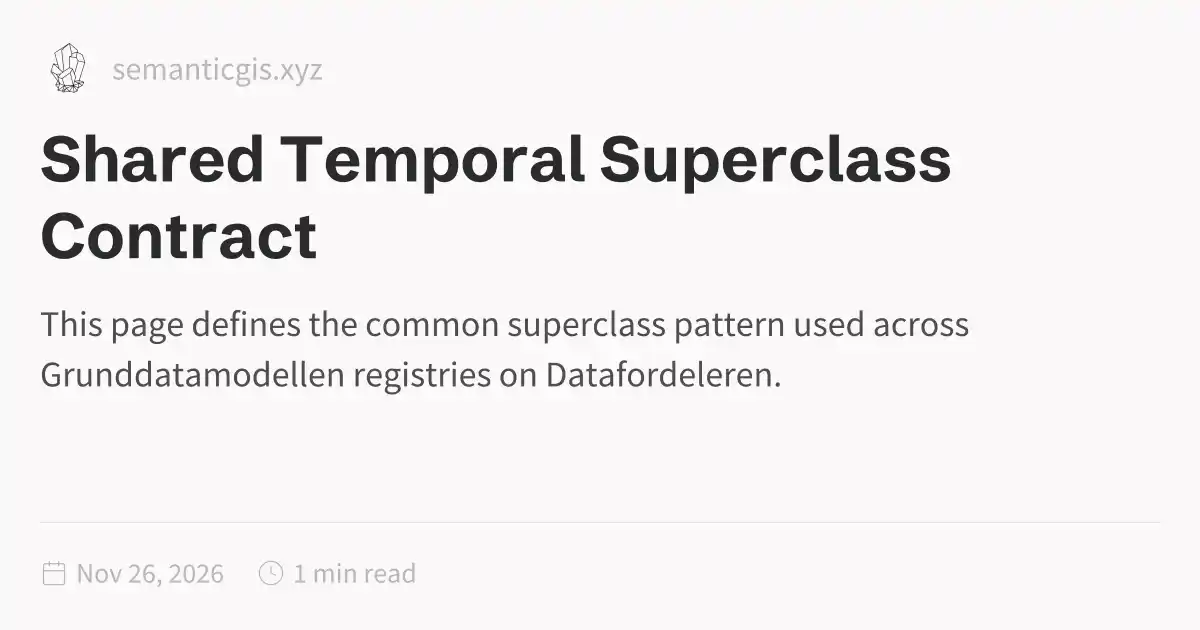 semanticgis.xyz
Shared Temporal Superclass
Contract
This page defines the common superclass pattern used across
Grunddatamodellen registries on Datafordeleren.
Nov 26, 2026 1 min read